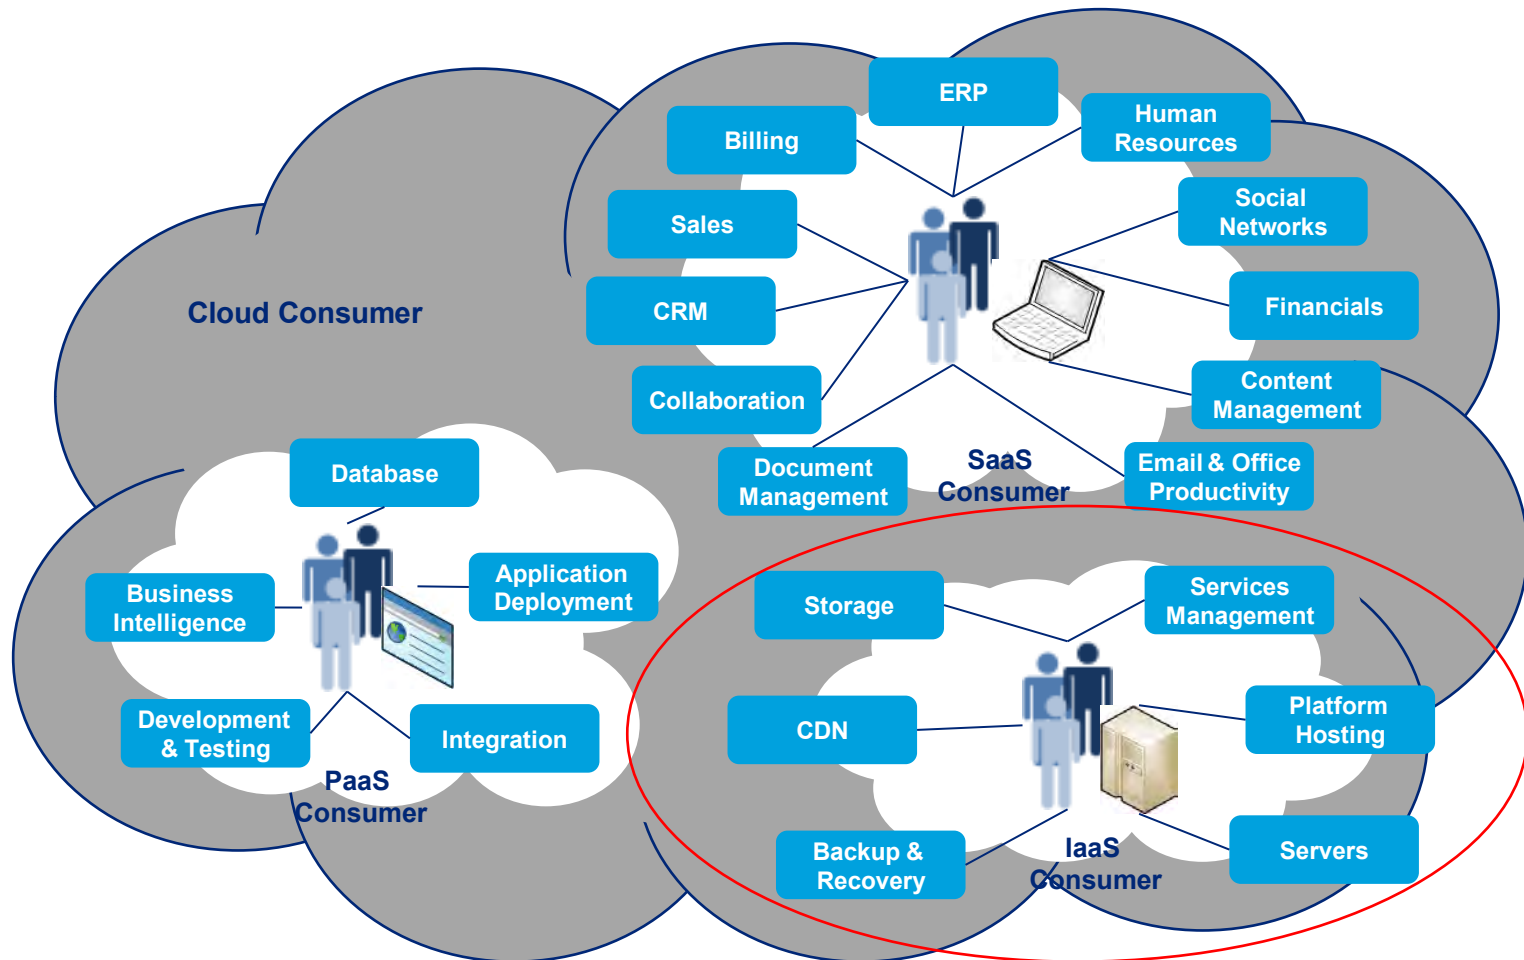 ERP
Human
Resources
Billing
Social
Networks
Sales
Cloud Consumer
CRM
Financials
Collaboration
Content
Management
Document
Management
SaaS
Consumer
Email & Office
Productivity
Database
Business
Intelligence
Application
Deployment
Development
& Testing
Integration
PaaS
Consumer
Storage
Services
Management
CDN
Platform
Hosting
Backup &
Recovery
IaaS
Consumer
Servers